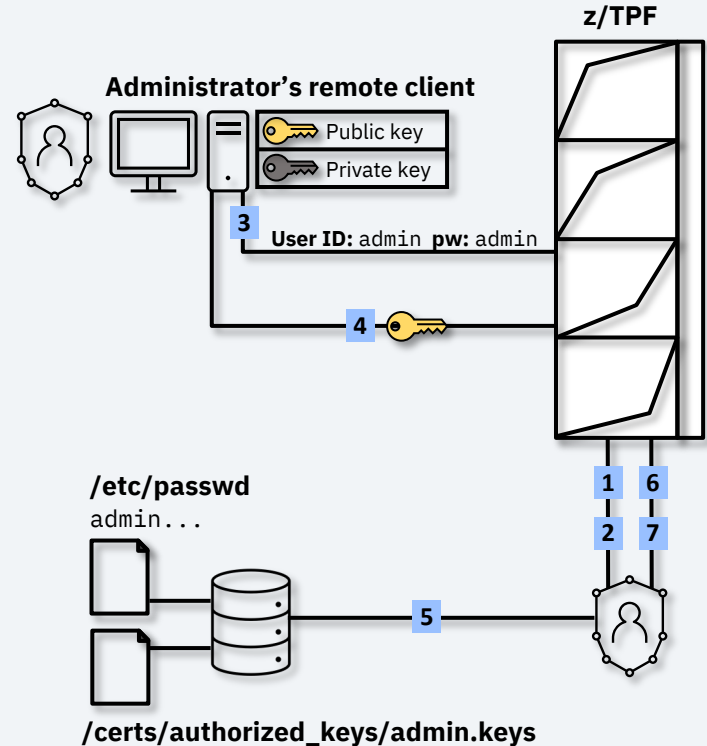 z/TPF
Administrator's remote client
Public key
Private key
3
User ID: admin pw: admin
4
/etc/passwd
admin...
1 6
2 7
5
/certs/authorized_keys/admin.keys